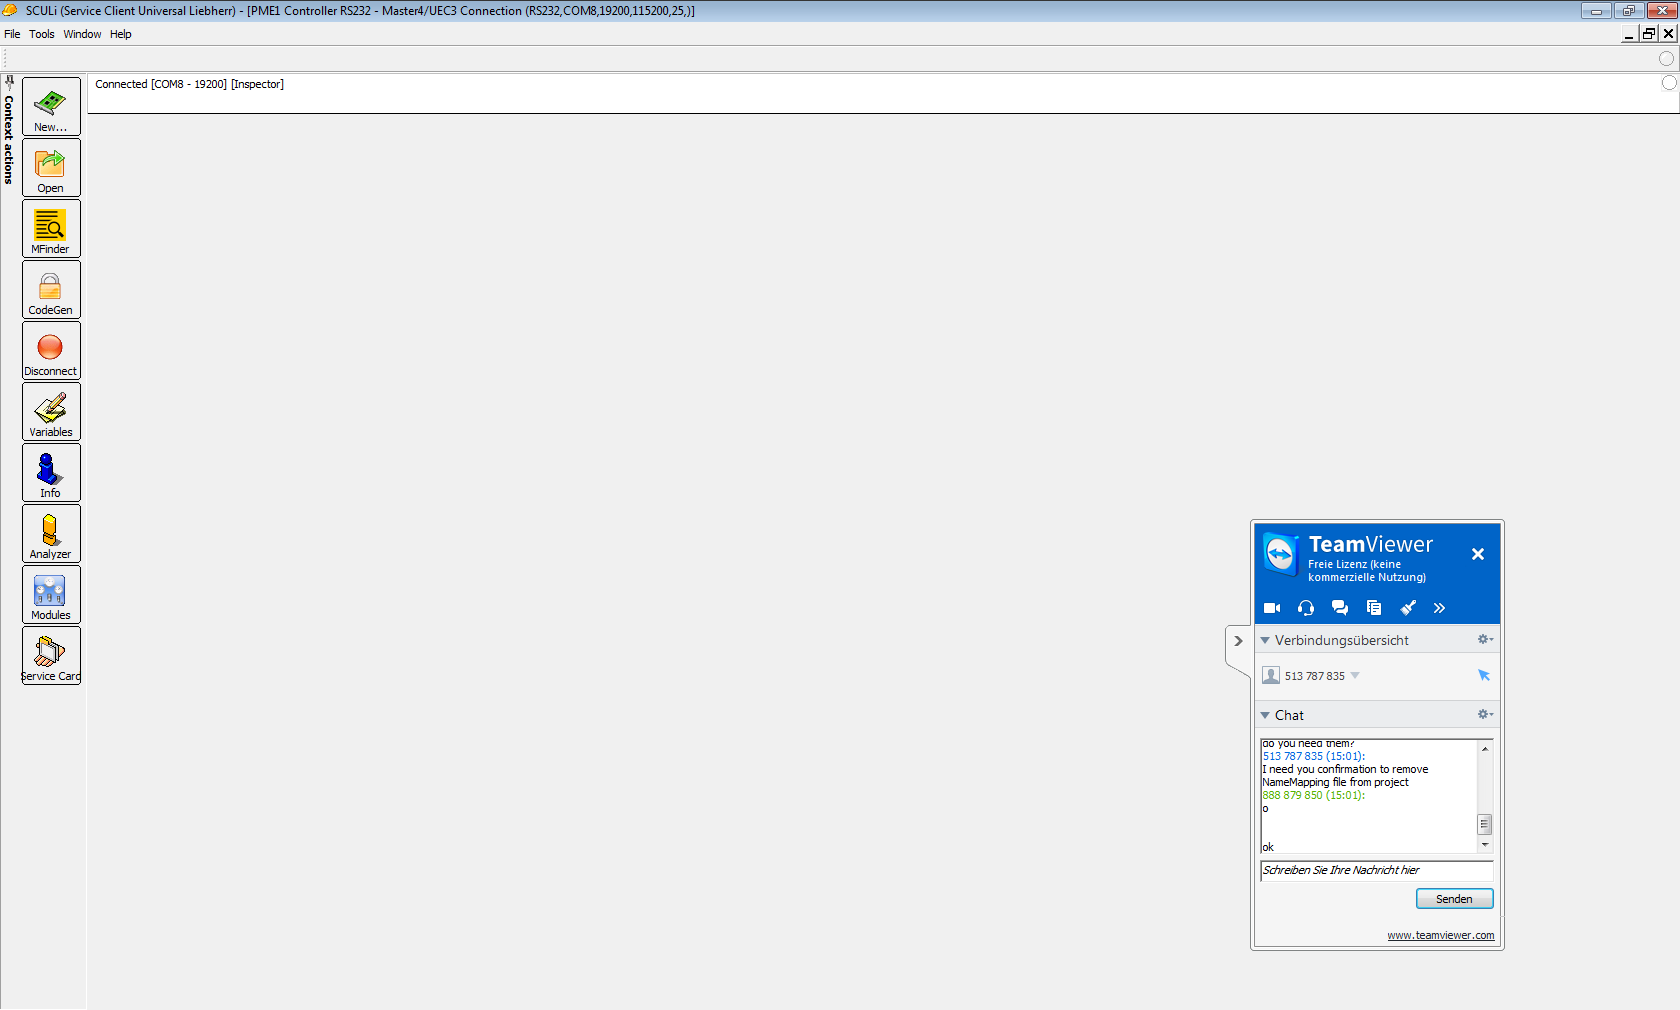 SCULi (Service Client Universal Liebherr) - [PME1 Controller RS232 - Master4/UEC3 Connection (RS232,COM8,19200,115200,25,)]
File Tools Window Help
Connected [COM8 - 19200] [Inspector]
Context actions
New...
Open
MFinder
CodeGen
Disconnect
Variables
Info
Analyzer
Modules
Service Card
TeamViewer
Freie Lizenz (keine
kommerzielle Nutzung)
Verbindungsübersicht
513 787 835
Chat
do you need them?
513 787 835 (15:01):
I need you confirmation to remove
NameMapping file from project
888 879 850 (15:01):
o
ok
Schreiben Sie Ihre Nachricht hier
Senden
www.teamviewer.com